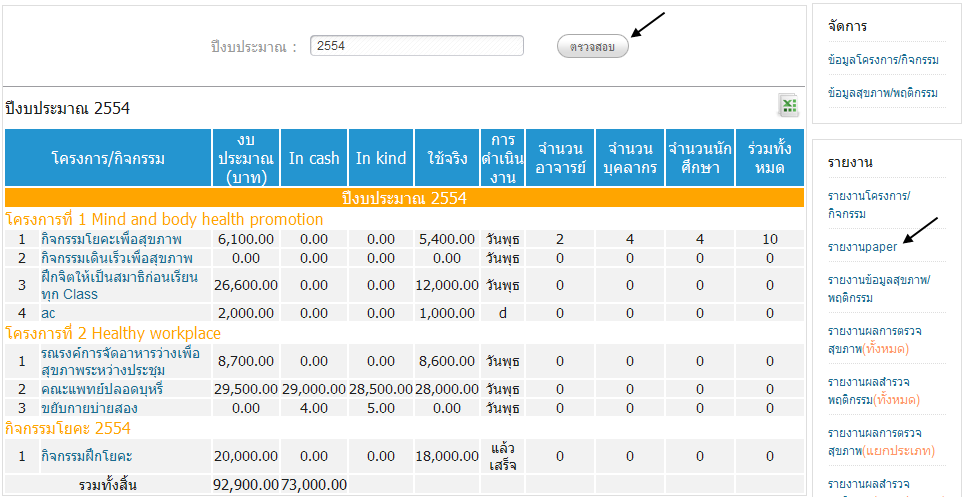 ปีงบประมาณ : 2554 ตรวจสอบ
ปีงบประมาณ 2554
โครงการ/กิจกรรม งบประมาณ (บาท) In cash In kind ใช้จริง การดำเนินงาน จำนวนอาจารย์ จำนวนบุคลากร จำนวนนักศึกษา ร่วมทั้งหมด
ปีงบประมาณ 2554
โครงการที่ 1 Mind and body health promotion
1 กิจกรรมโยคะเพื่อสุขภาพ 6,100.00 0.00 0.00 5,400.00 วันพุธ 2 4 4 10
2 กิจกรรมเดินเร็วเพื่อสุขภาพ 0.00 0.00 0.00 0.00 วันพุธ 0 0 0 0
3 ฝึกจิตให้เป็นสมาธิก่อนเรียนทุก Class 26,600.00 0.00 0.00 12,000.00 วันพุธ 0 0 0 0
4 ac 2,000.00 0.00 0.00 1,000.00 d 0 0 0 0
โครงการที่ 2 Healthy workplace
1 รณรงค์การจัดอาหารว่างเพื่อสุขภาพระหว่างประชุม 8,700.00 0.00 0.00 8,600.00 วันพุธ 0 0 0 0
2 คณะแพทย์ปลอดบุหรี่ 29,500.00 29,000.00 28,500.00 28,000.00 วันพุธ 0 0 0 0
3 ขยับกายบ่ายสอง 0.00 4.00 5.00 0.00 วันพุธ 0 0 0 0
กิจกรรมโยคะ 2554
1 กิจกรรมฝึกโยคะ 20,000.00 0.00 0.00 18,000.00 แล้วเสร็จ 0 0 0 0
รวมทั้งสิ้น 92,900.00 73,000.00
จัดการ
ข้อมูลโครงการ/กิจกรรม
ข้อมูลสุขภาพ/พฤติกรรม
รายงาน
รายงานโครงการ/
กิจกรรม
รายงานpaper
รายงานข้อมูลสุขภาพ/
พฤติกรรม
รายงานผลการตรวจ
สุขภาพ(ทั้งหมด)
รายงานผลสำรวจ
พฤติกรรม(ทั้งหมด)
รายงานผลการตรวจ
สุขภาพ(แยกประเภท)
รายงานผลสำรวจ